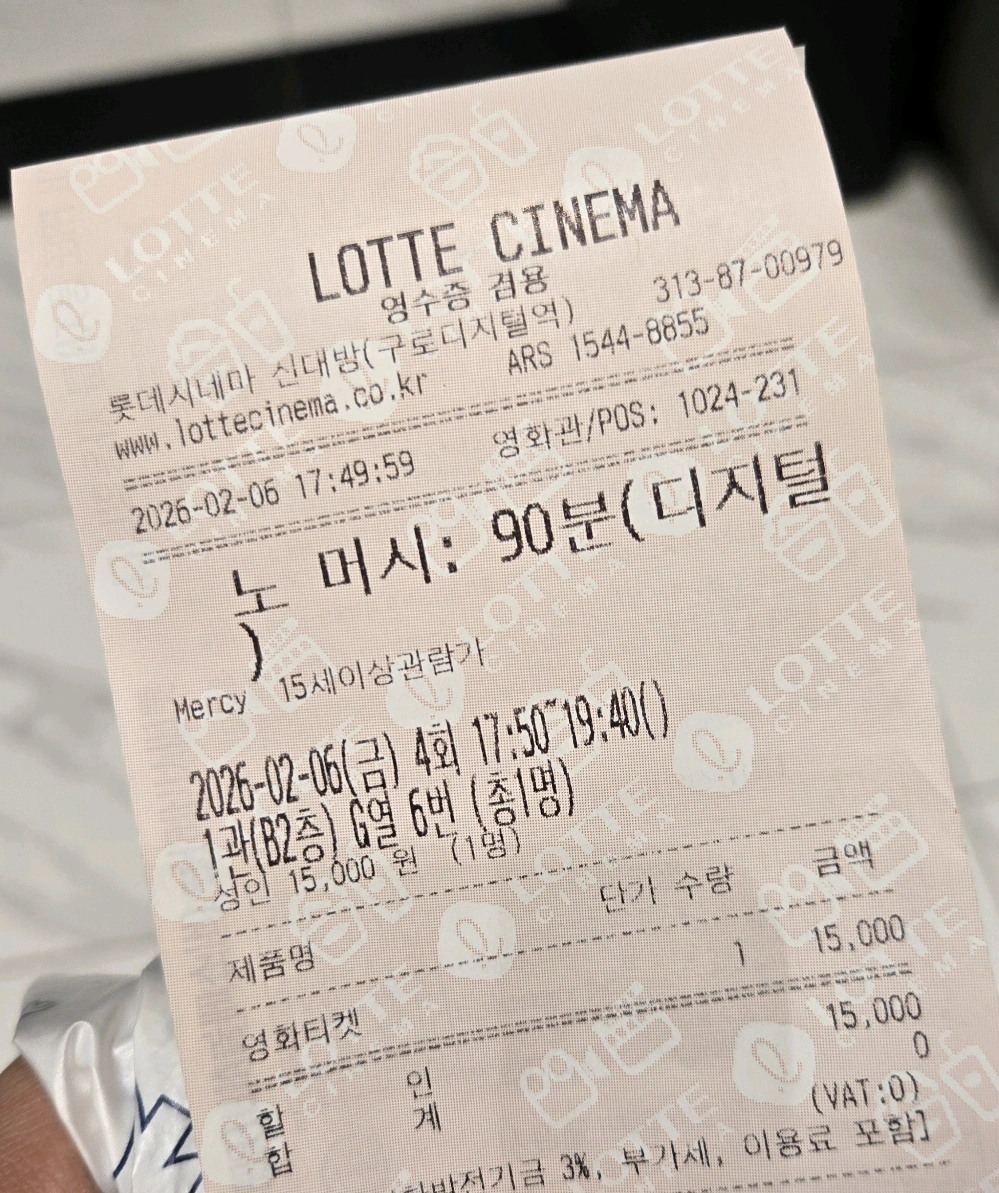 LOTTE CINEMA
영수증 겸용
313-87-00979
롯데시네마 신대방(구로디지털역)
www.lottecinema.co.kr ARS 1544-8855
영화관/POS: 1024-231
2026-02-06 17:49:59
노 머시: 90분(디지털
)
Mercy 15세이상관람가
2026-02-06(금) 4회 17:50~19:40()
1관(B2층) G열 6번 (총1명)
성인 15,000 원 (1명)
제품명 단가 수량 금액
영화티켓 1 15,000
할 인 15,000
합 계 0
(VAT:0)
3%, 부가세, 이용료 포함]